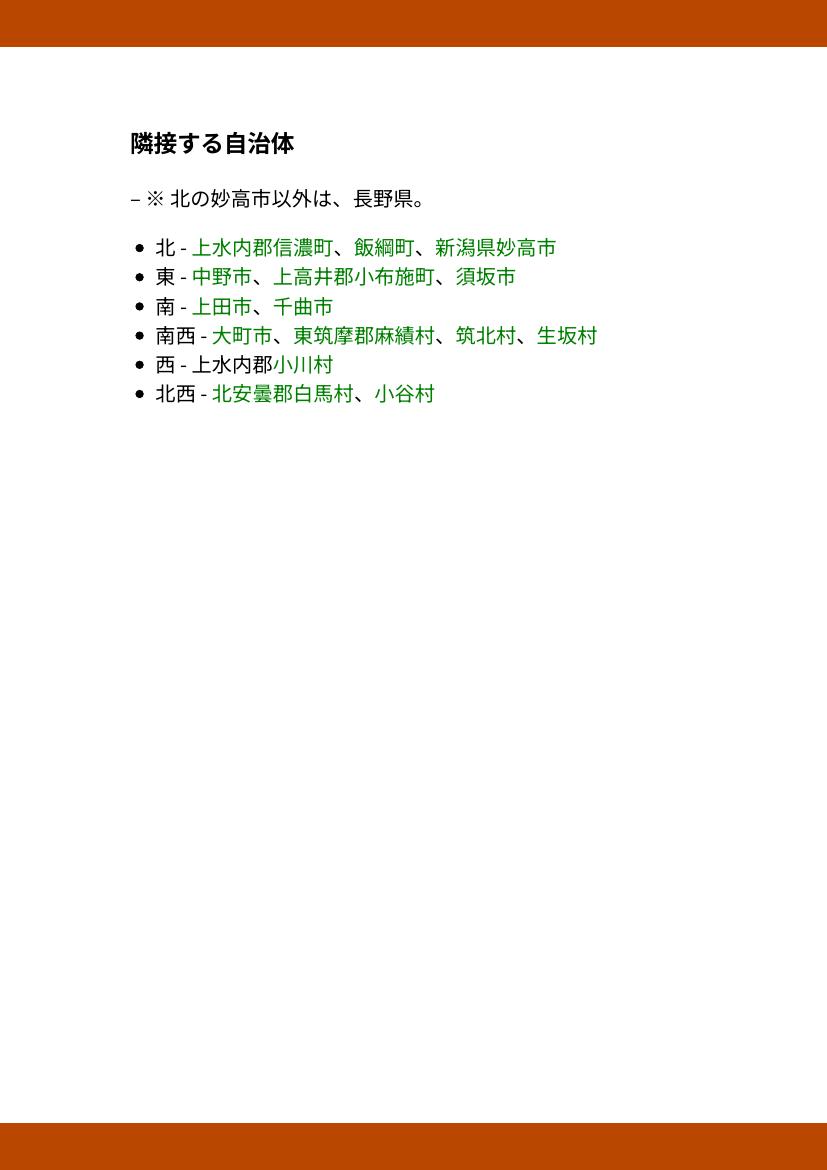 隣接する自治体
– ※ 北の妙高市以外は、長野県。
• 北 - 上水内郡信濃町、飯綱町、新潟県妙高市
• 東 - 中野市、上高井郡小布施町、須坂市
• 南 - 上田市、千曲市
• 南西 - 大町市、東筑摩郡麻績村、筑北村、生坂村
• 西 - 上水内郡小川村
• 北西 - 北安曇郡白馬村、小谷村